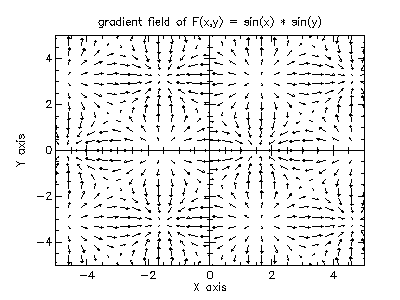 gradient field of F(x,y) = sin(x) * sin(y)
4
2
0
−2
−4
Y axis
−4 −2 0 2 4
X axis